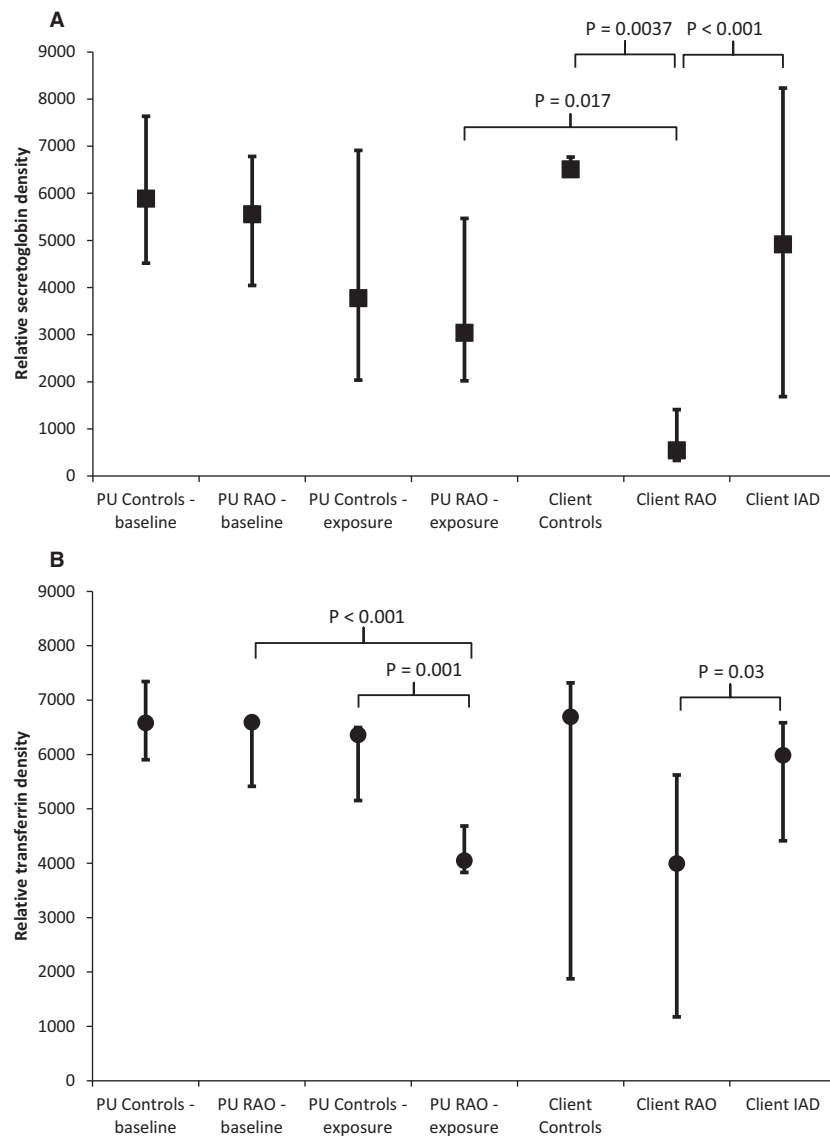 A
P = 0.0037
P < 0.001
9000
8000
P = 0.017
7000
6000
5000
4000
3000
2000
1000
0
Relative secretoglobin density
PU Controls - baseline
PU RAO - baseline
PU Controls - exposure
PU RAO - exposure
Client Controls
Client RAO
Client IAD
B
9000
P < 0.001
8000
P = 0.001
P = 0.03
7000
6000
5000
4000
3000
2000
1000
0
Relative transferrin density
PU Controls - baseline
PU RAO - baseline
PU Controls - exposure
PU RAO - exposure
Client Controls
Client RAO
Client IAD